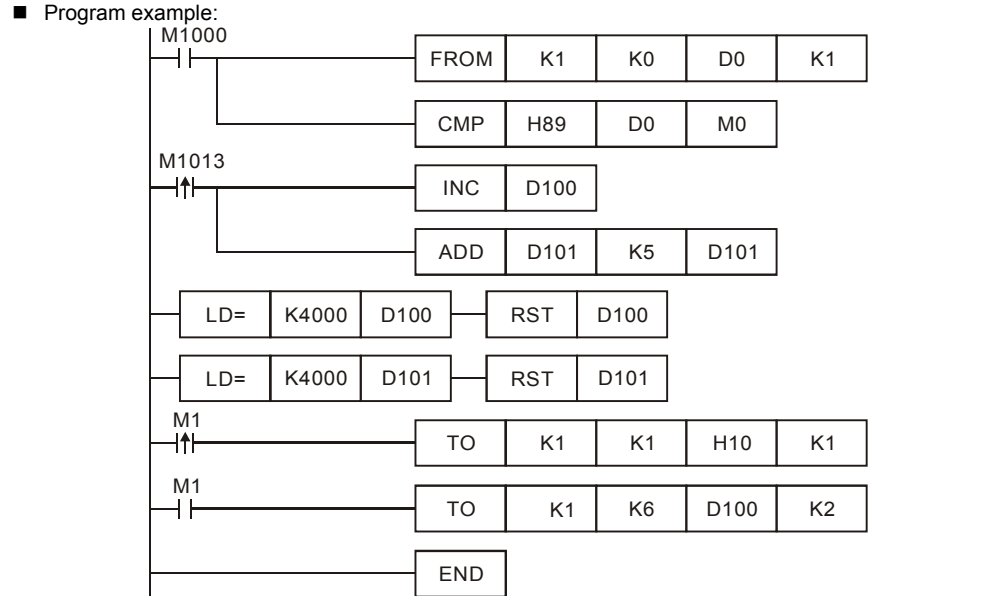 ■ Program example:
M1000
FROM K1 K0 D0 K1
CMP H89 D0 M0
M1013
INC D100
ADD D101 K5 D101
LD= K4000 D100 RST D100
LD= K4000 D101 RST D101
M1
TO K1 K1 H10 K1
M1
TO K1 K6 D100 K2
END